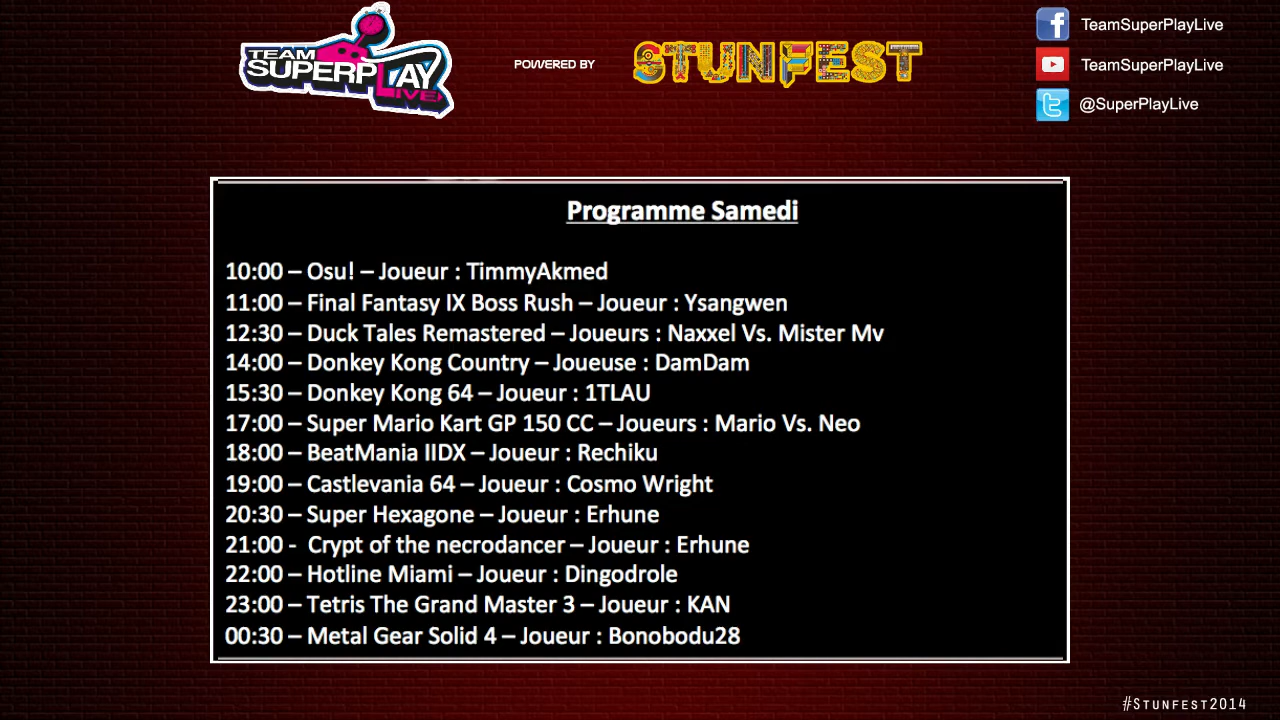 TEAM
SUPERPLAY
LIVE!
POWERED BY
STUNFEST
TeamSuperPlayLive
TeamSuperPlayLive
@SuperPlayLive
Programme Samedi
10:00 – Osu! – Joueur : TimmyAkmed
11:00 – Final Fantasy IX Boss Rush – Joueur : Ysangwen
12:30 – Duck Tales Remastered – Joueurs : Naxxel Vs. Mister Mv
14:00 – Donkey Kong Country – Joueuse : DamDam
15:30 – Donkey Kong 64 – Joueur : 1TLAU
17:00 – Super Mario Kart GP 150 CC – Joueurs : Mario Vs. Neo
18:00 – BeatMania IIDX – Joueur : Rechiku
19:00 – Castlevania 64 – Joueur : Cosmo Wright
20:30 – Super Hexagone – Joueur : Erhune
21:00 -  Crypt of the necrodancer – Joueur : Erhune
22:00 – Hotline Miami – Joueur : Dingodrole
23:00 – Tetris The Grand Master 3 – Joueur : KAN
00:30 – Metal Gear Solid 4 – Joueur : Bonobodu28
#Stunfest2014